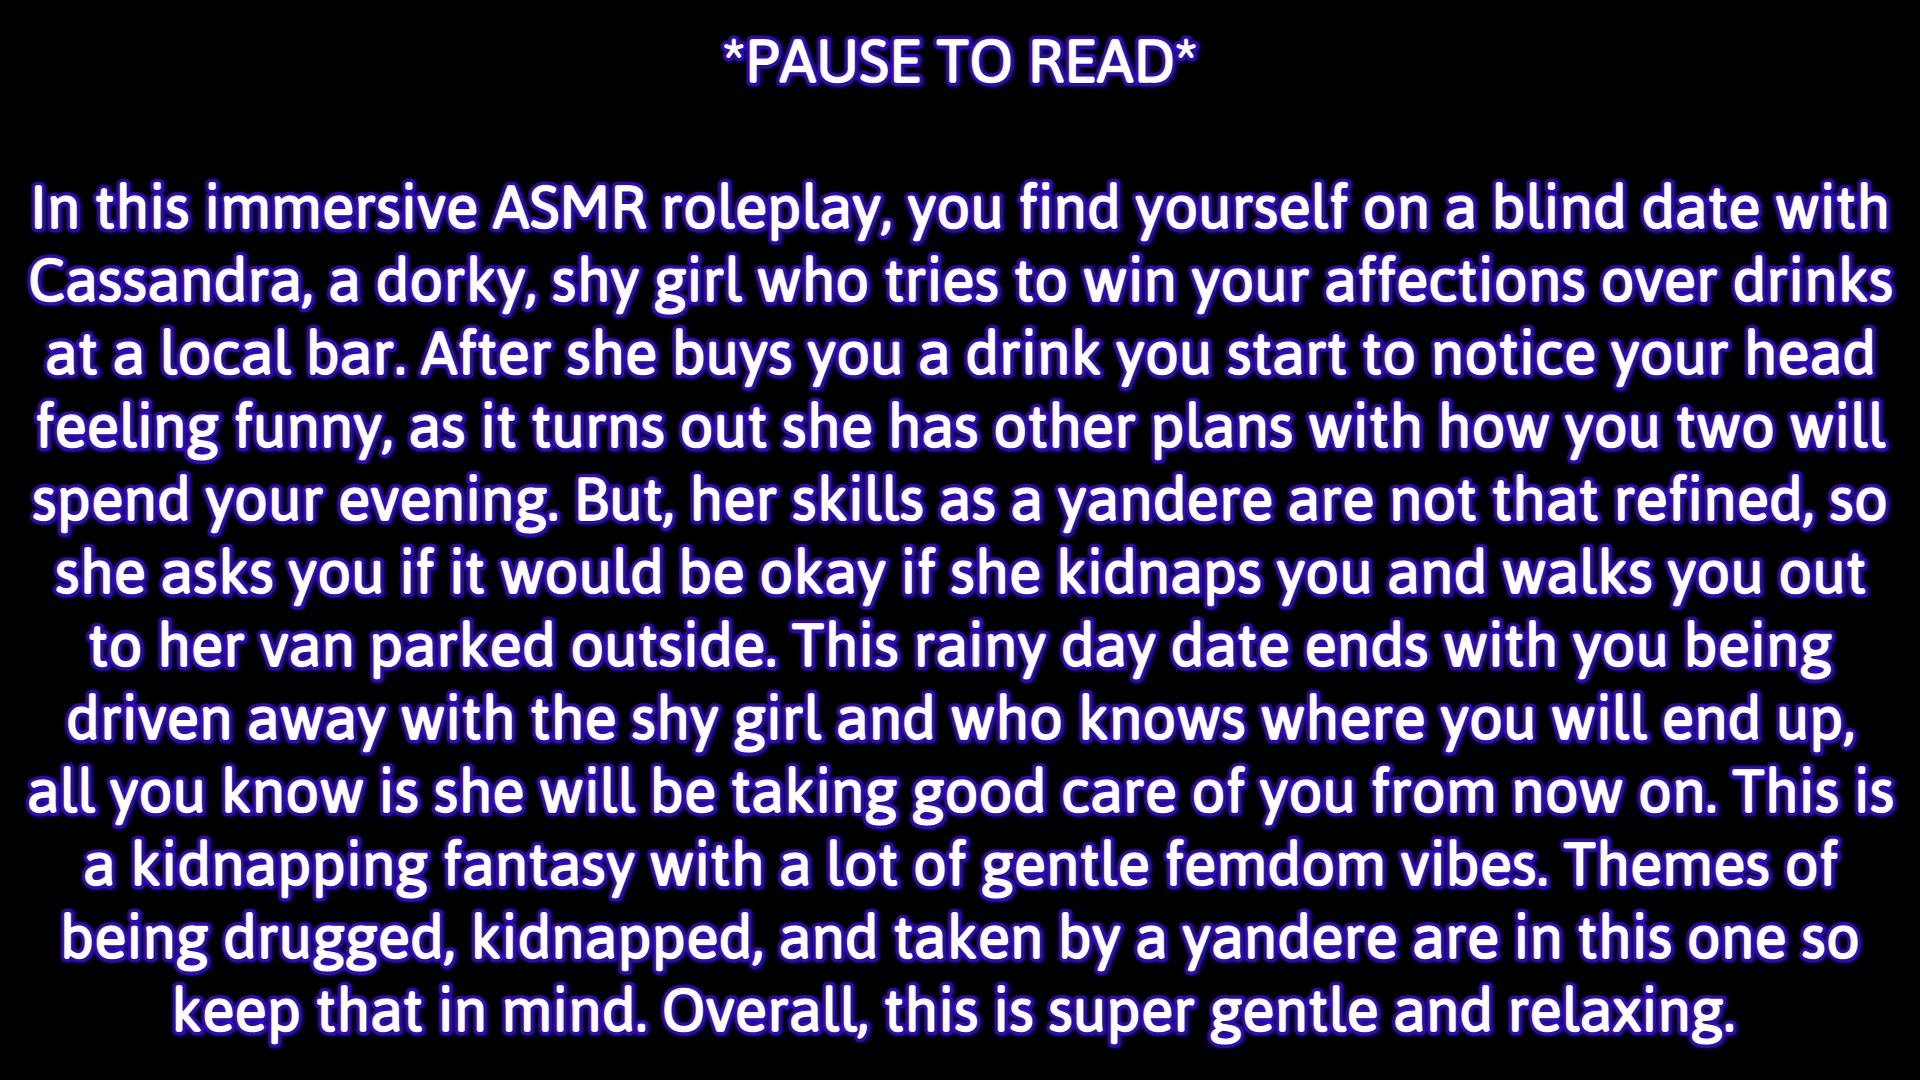 *PAUSE TO READ*
In this immersive ASMR roleplay, you find yourself on a blind date with
Cassandra, a dorky, shy girl who tries to win your affections over drinks
at a local bar. After she buys you a drink you start to notice your head
feeling funny, as it turns out she has other plans with how you two will
spend your evening. But, her skills as a yandere are not that refined, so
she asks you if it would be okay if she kidnaps you and walks you out
to her van parked outside. This rainy day date ends with you being
driven away with the shy girl and who knows where you will end up,
all you know is she will be taking good care of you from now on. This is
a kidnapping fantasy with a lot of gentle femdom vibes. Themes of
being drugged, kidnapped, and taken by a yandere are in this one so
keep that in mind. Overall, this is super gentle and relaxing.